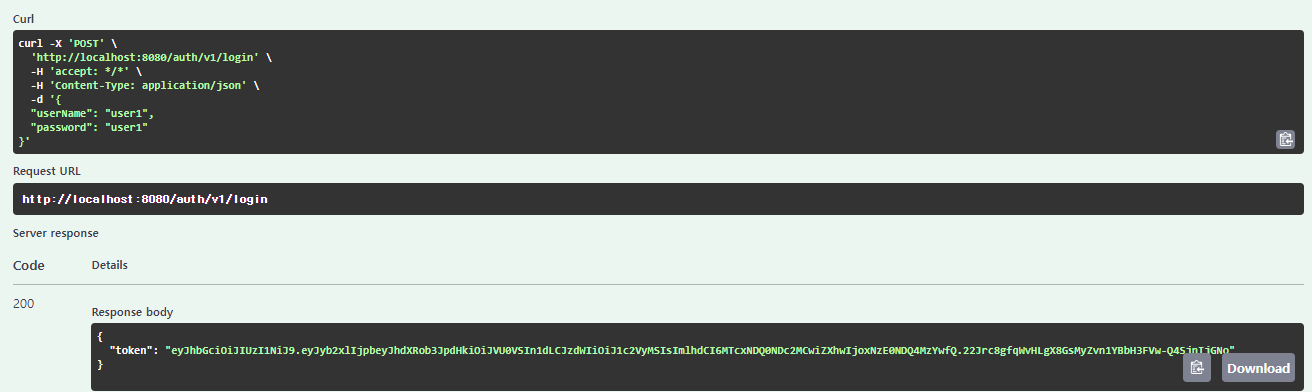 Curl
curl -X 'POST' \
'http://localhost:8080/auth/v1/login' \
-H 'accept: */*' \
-H 'Content-Type: application/json' \
-d '{
"userName": "user1",
"password": "user1"
}'
Request URL
http://localhost:8080/auth/v1/login
Server response
Code Details
200
Response body
{
"token": "eyJhbGciOiJIUzI1NiJ9.eyJyb2xlIjpbeyJhdXRob3JpdHkiOiJVU0VSIn1dLCJzdWIiOiJ1c2VyMSIsImlhdCI6MTcxNDQ0NDc2MCwiZXhwIjoxNzE0NDQ4MzYwfQ.22Jrc8gfqWvHLgX8GsMyZvn1YBbH3FVw-Q4SjnTjGNo"
}
Download